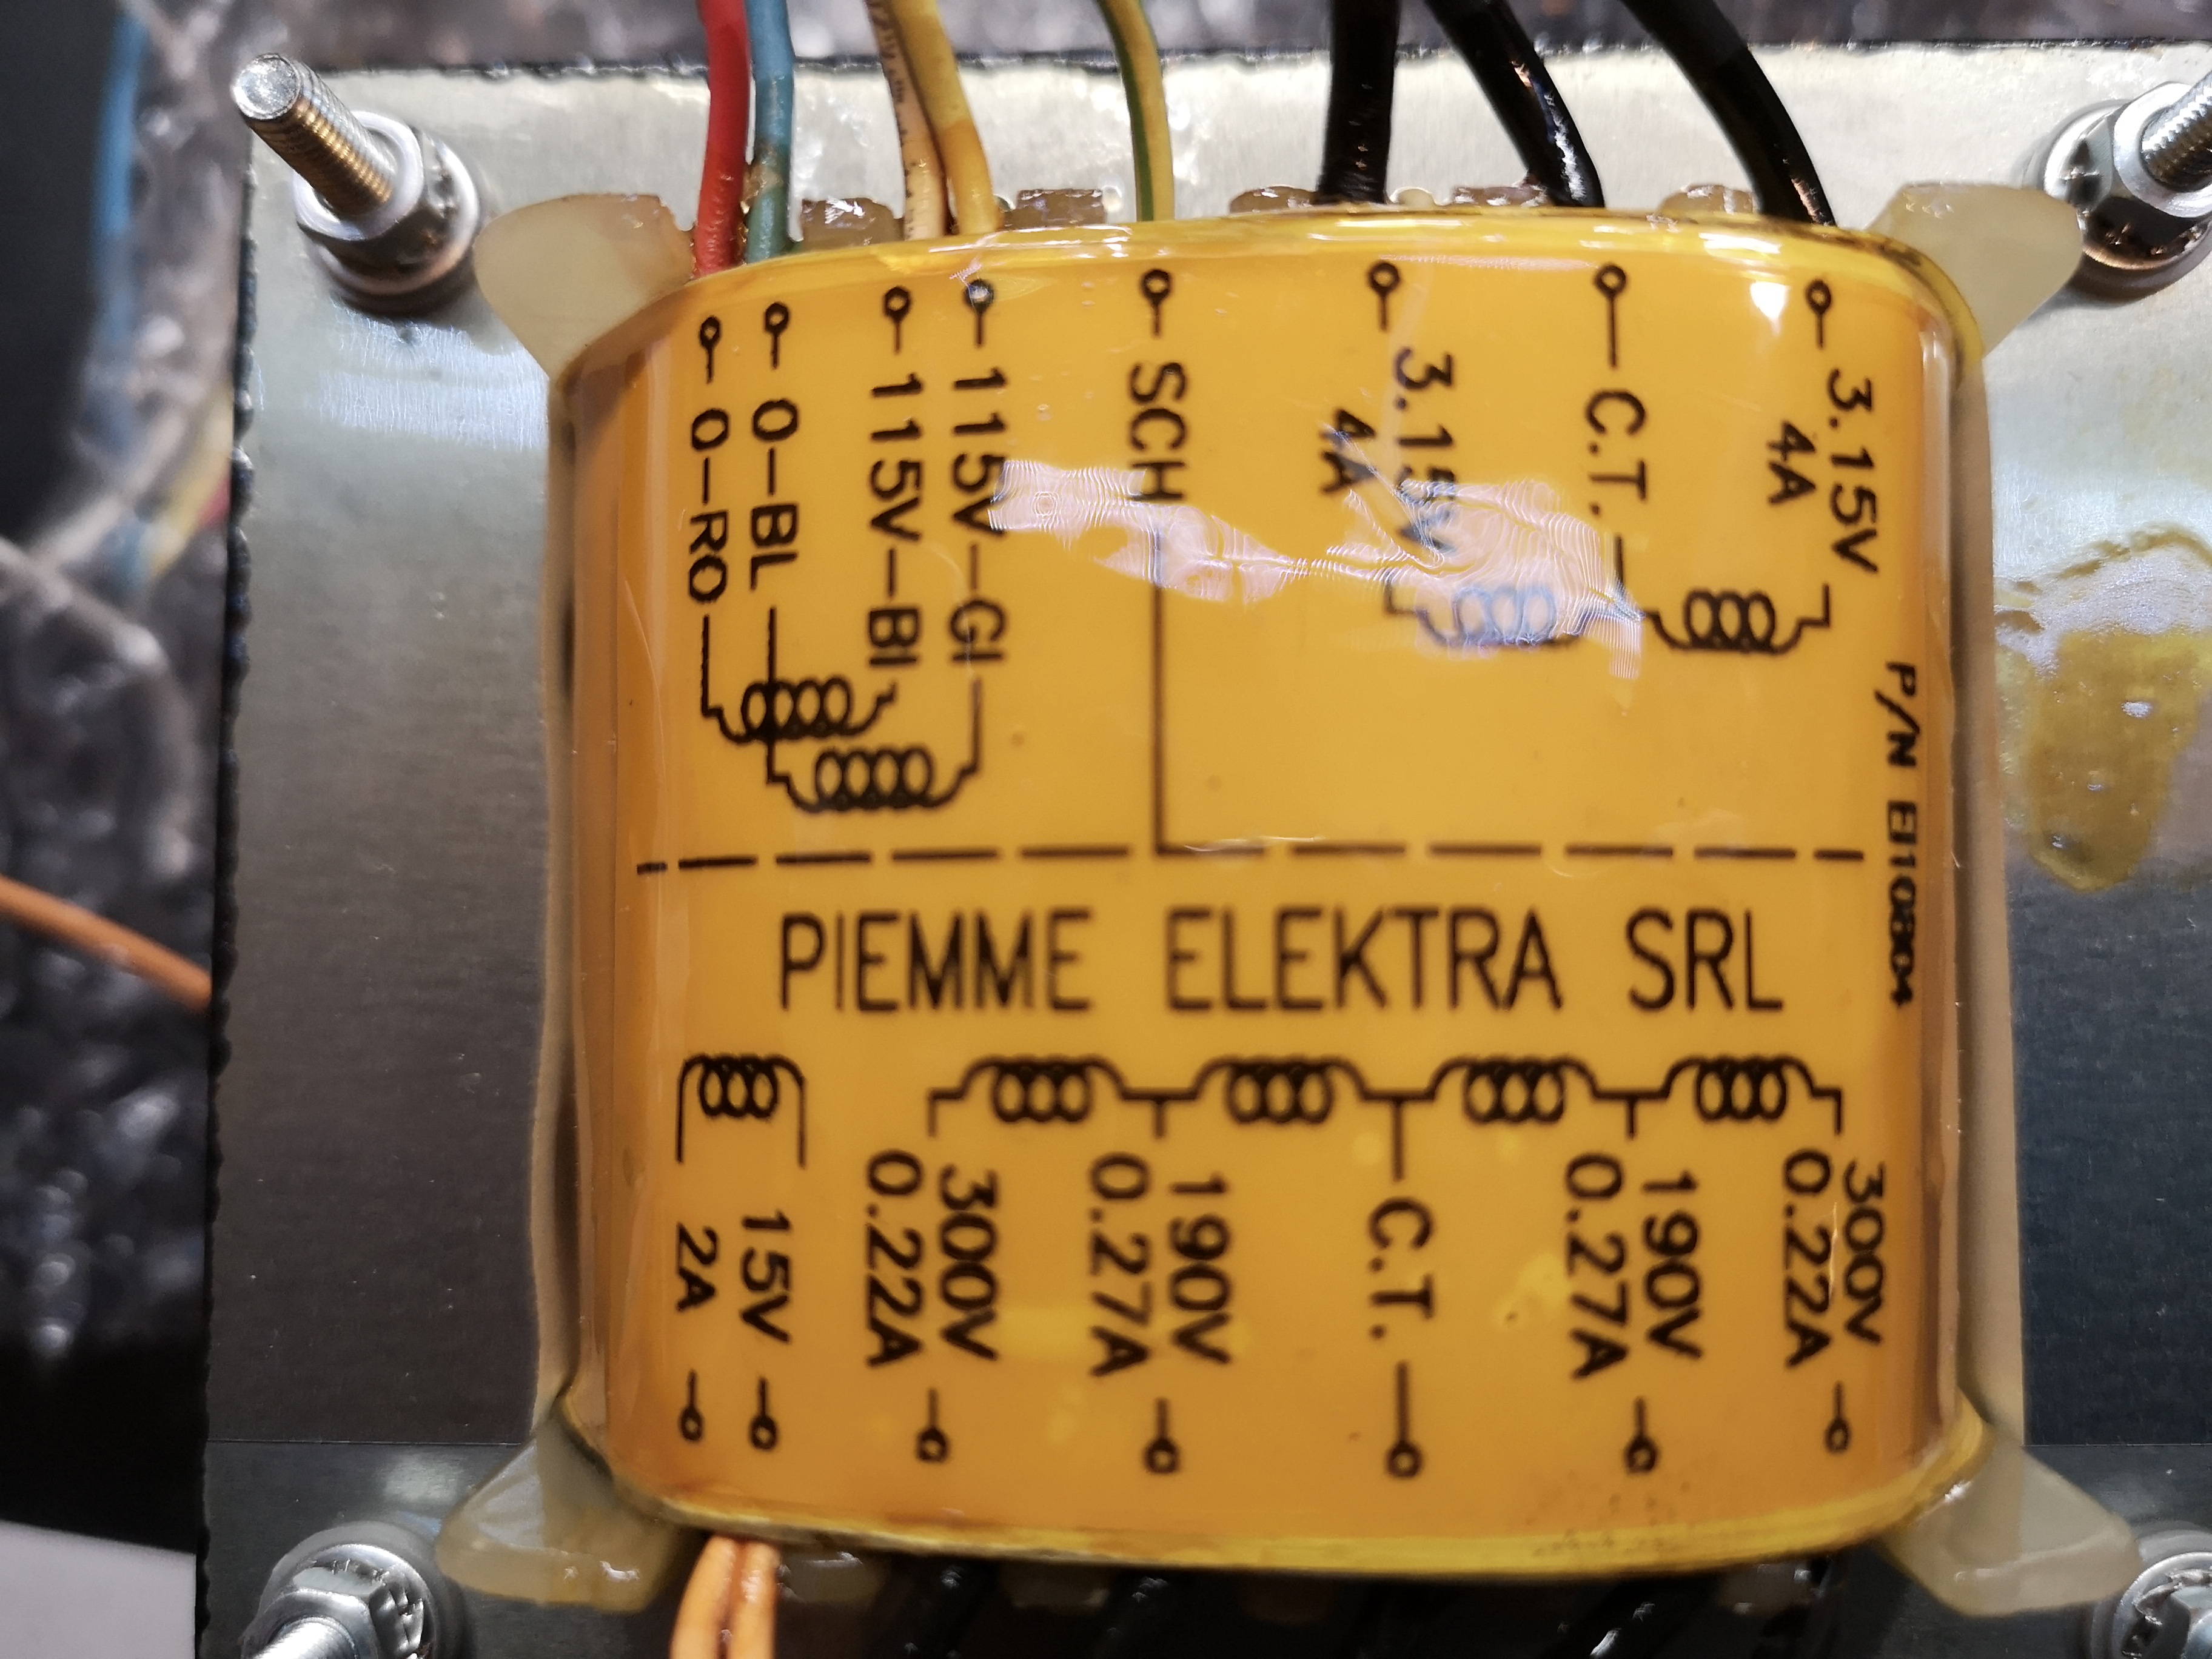 0-RO
0-BL
115V-BI
115V-GI
SCH
3.15V
4A
C.T.
3.15V
4A
PIEMME ELEKTRA SRL
15V
2A
300V
0.22A
190V
0.27A
C.T.
190V
0.27A
300V
0.22A
P/N